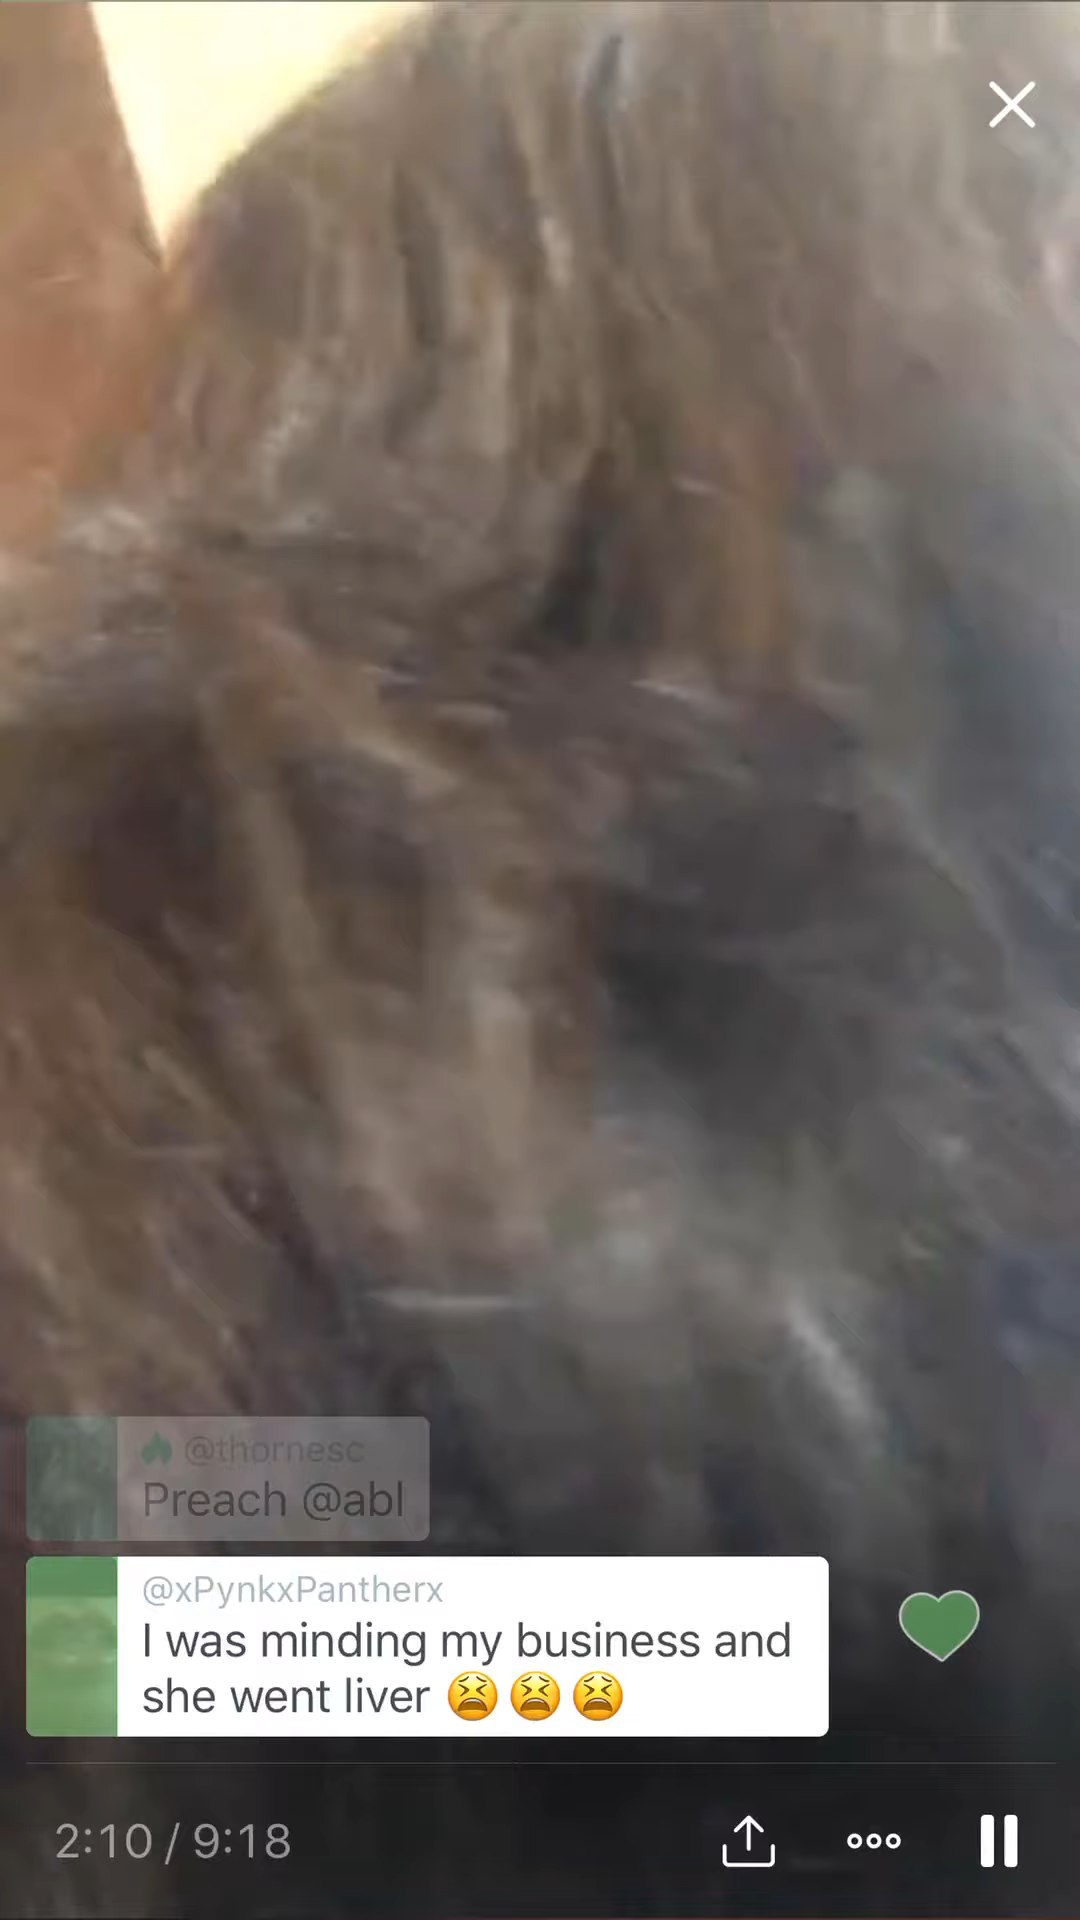 @thornesc
Preach @abl
@xPynkxPantherx
I was minding my business and
she went liver 😫😫😫
2:10 / 9:18